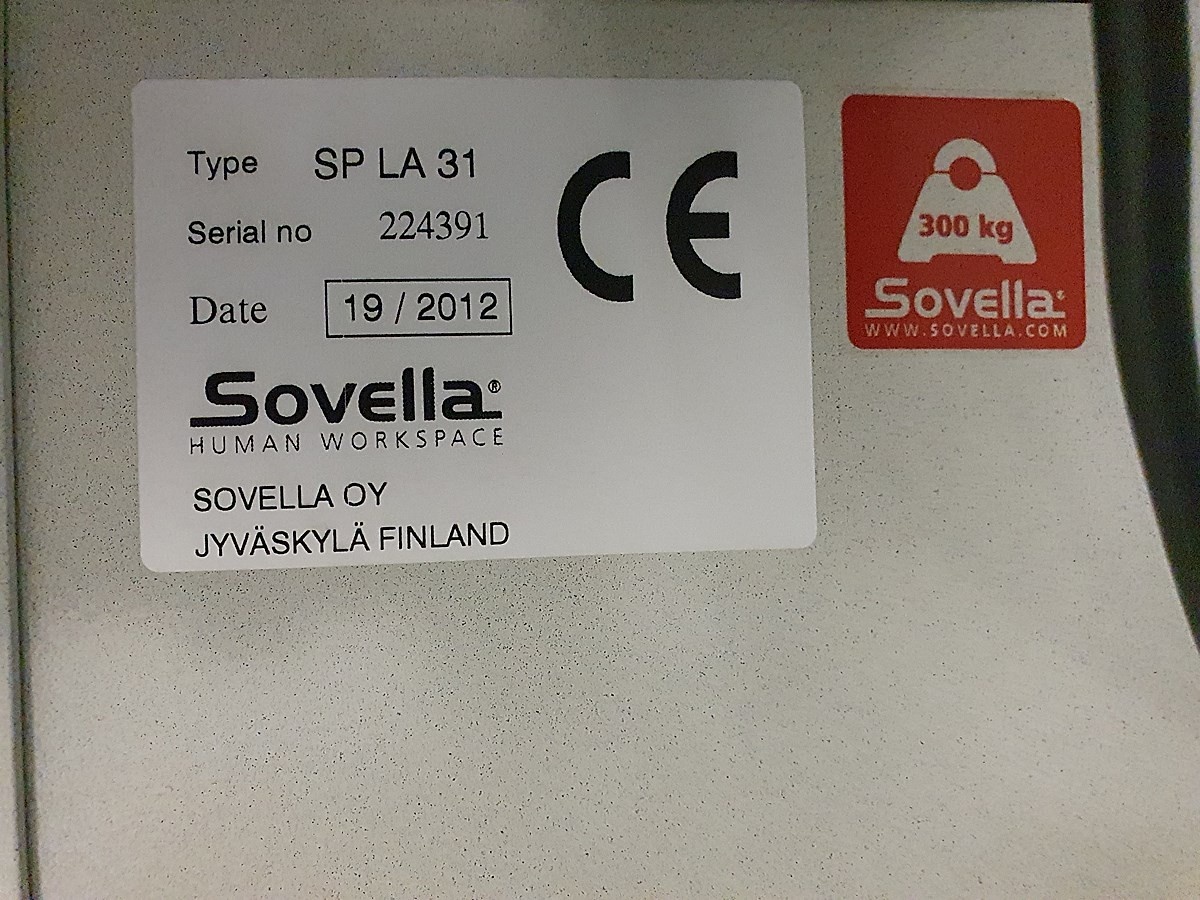 Type SP LA 31
Serial no 224391
Date 19 / 2012
Sovella®
HUMAN WORKSPACE
SOVELLA OY
JYVÄSKYLÄ FINLAND
CE
300 kg
Sovella®
WWW.SOVELLA.COM